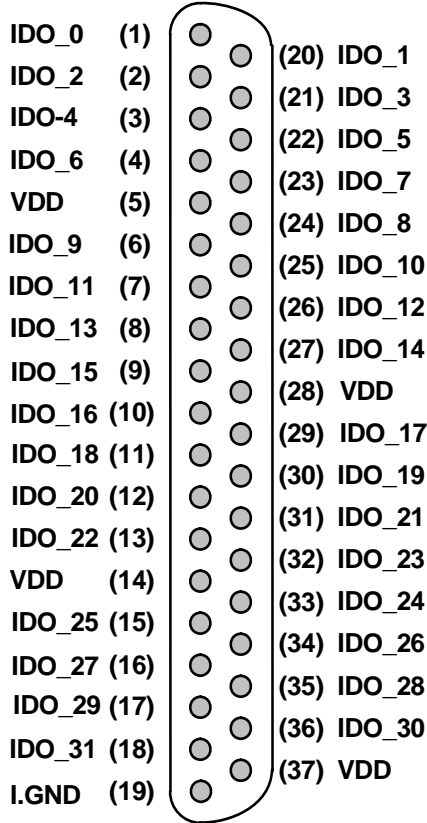 IDO_0 (1)
(20) IDO_1
IDO_2 (2)
(21) IDO_3
IDO-4 (3)
(22) IDO_5
IDO_6 (4)
(23) IDO_7
VDD (5)
(24) IDO_8
IDO_9 (6)
(25) IDO_10
IDO_11 (7)
(26) IDO_12
IDO_13 (8)
(27) IDO_14
IDO_15 (9)
(28) VDD
IDO_16 (10)
(29) IDO_17
IDO_18 (11)
(30) IDO_19
IDO_20 (12)
(31) IDO_21
IDO_22 (13)
(32) IDO_23
VDD (14)
(33) IDO_24
IDO_25 (15)
(34) IDO_26
IDO_27 (16)
(35) IDO_28
IDO_29 (17)
(36) IDO_30
IDO_31 (18)
(37) VDD
I.GND (19)